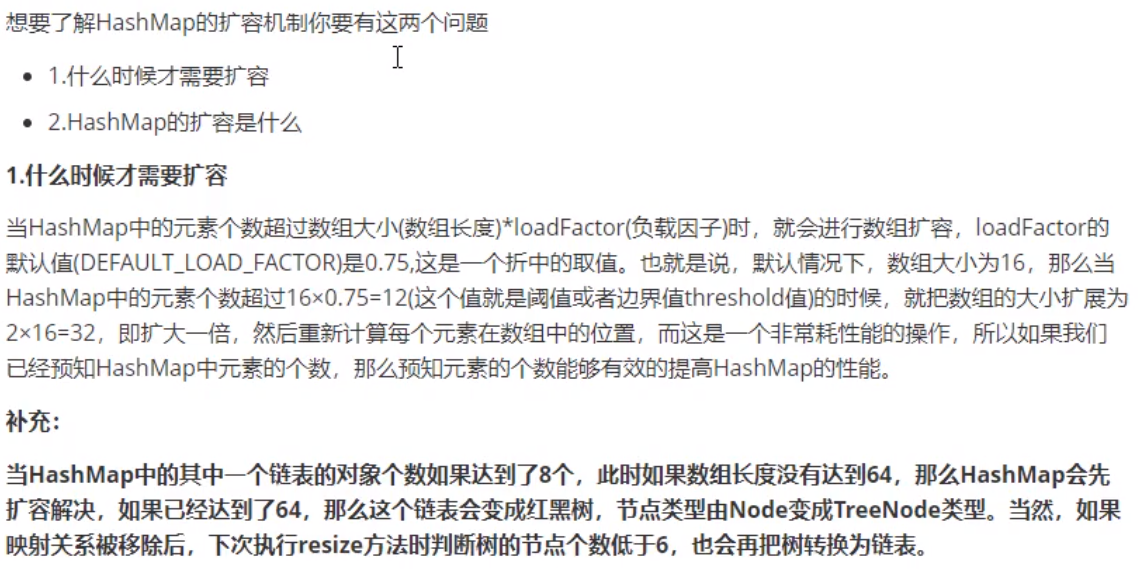 想要了解HashMap的扩容机制你要有这两个问题
1.什么时候才需要扩容
2.HashMap的扩容是什么
1.什么时候才需要扩容
当HashMap中的元素个数超过数组大小(数组长度)*loadFactor(负载因子)时，就会进行数组扩容，loadFactor的
默认值(DEFAULT_LOAD_FACTOR)是0.75,这是一个折中的取值。也就是说，默认情况下，数组大小为16，那么当
HashMap中的元素个数超过16×0.75=12(这个值就是阈值或者边界值threshold值)的时候，就把数组的大小扩展为
2×16=32，即扩大一倍，然后重新计算每个元素在数组中的位置，而这是一个非常耗性能的操作，所以如果我们
已经预知HashMap中元素的个数，那么预知元素的个数能够有效的提高HashMap的性能。
补充：
当HashMap中的其中一个链表的对象个数如果达到了8个，此时如果数组长度没有达到64，那么HashMap会先
扩容解决，如果已经达到了64，那么这个链表会变成红黑树，节点类型由Node变成TreeNode类型。当然，如果
映射关系被移除后，下次执行resize方法时判断树的节点个数低于6，也会再把树转换为链表。